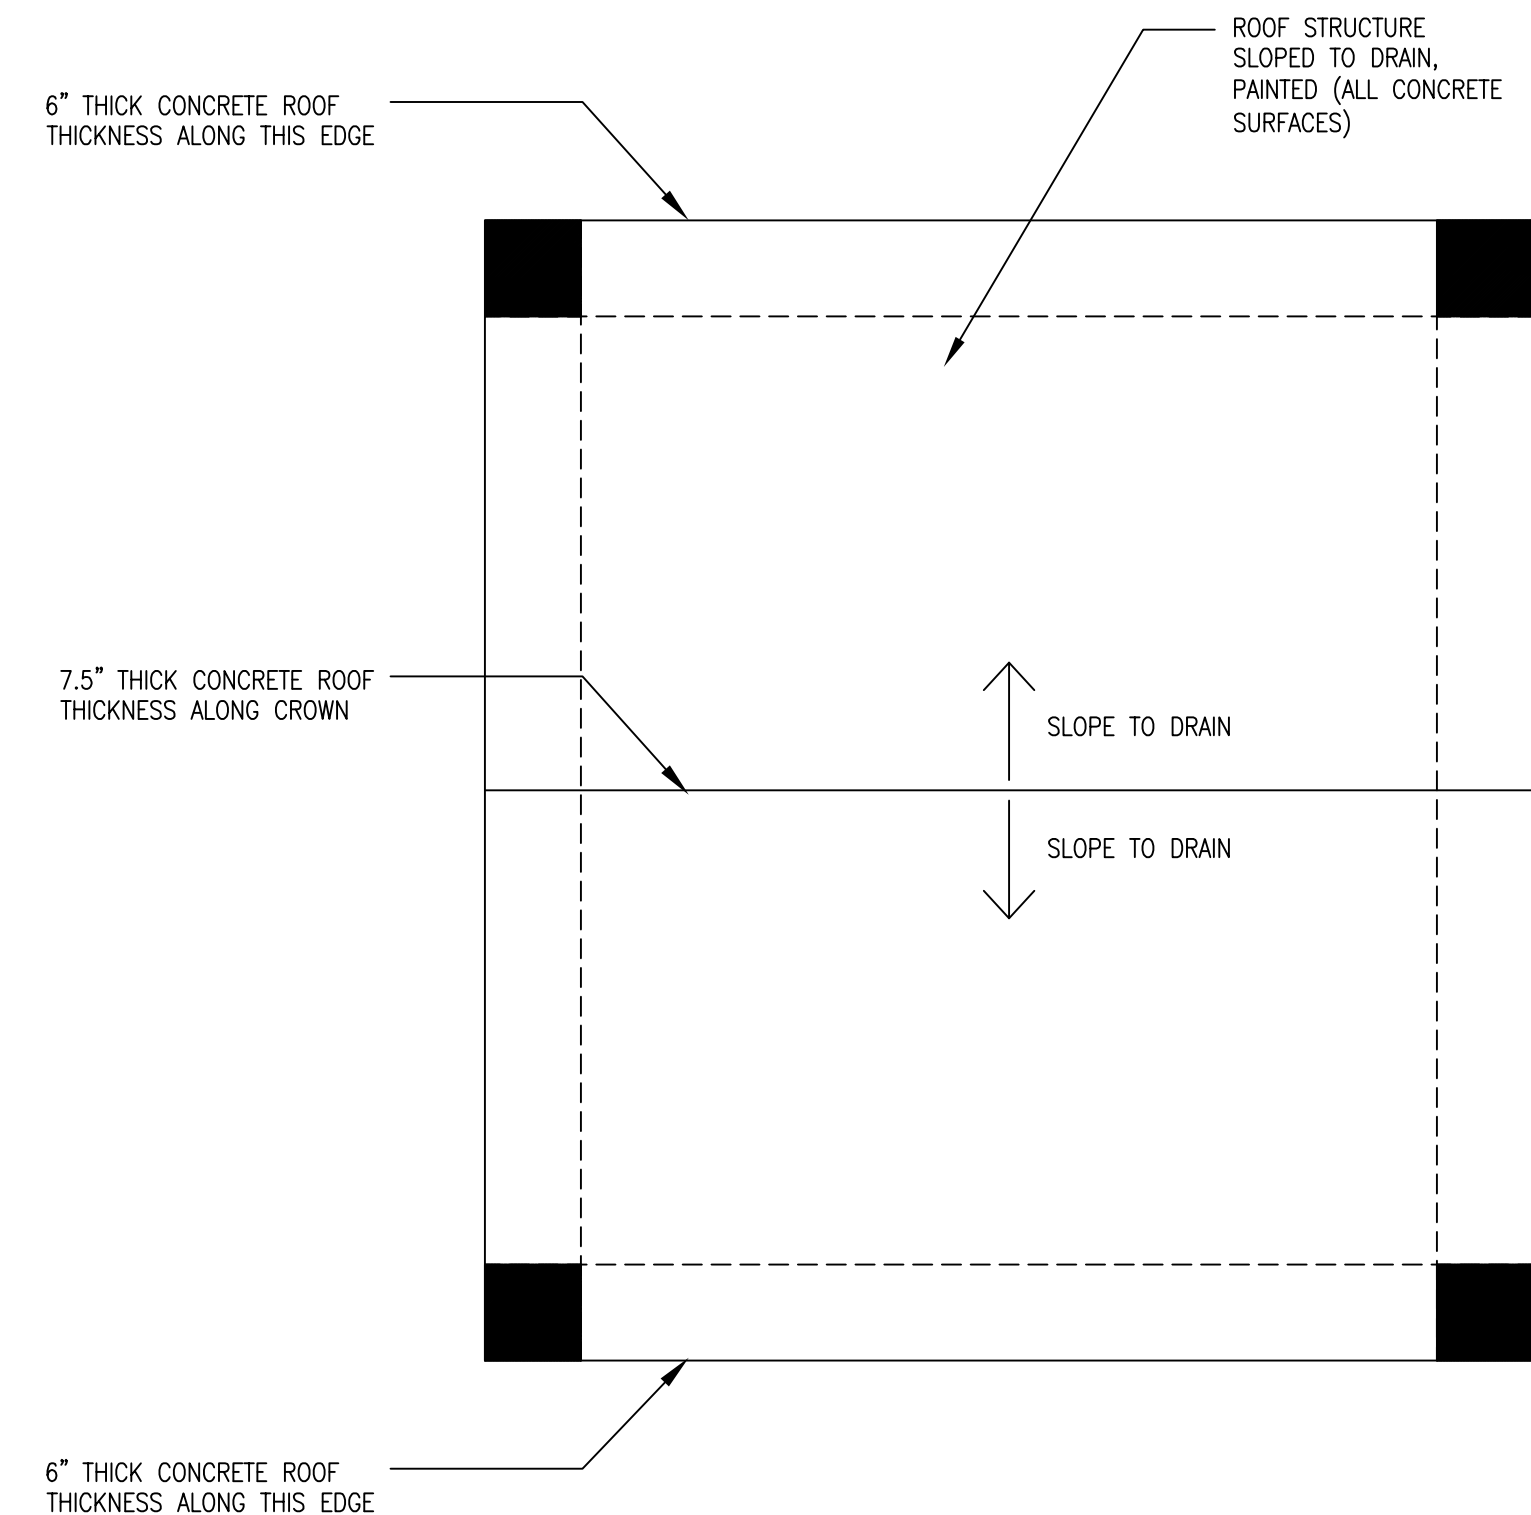 ROOF STRUCTURE
SLOPED TO DRAIN,
PAINTED (ALL CONCRETE
SURFACES)
6” THICK CONCRETE ROOF
THICKNESS ALONG THIS EDGE
7.5” THICK CONCRETE ROOF
THICKNESS ALONG CROWN
SLOPE TO DRAIN
SLOPE TO DRAIN
6” THICK CONCRETE ROOF
THICKNESS ALONG THIS EDGE